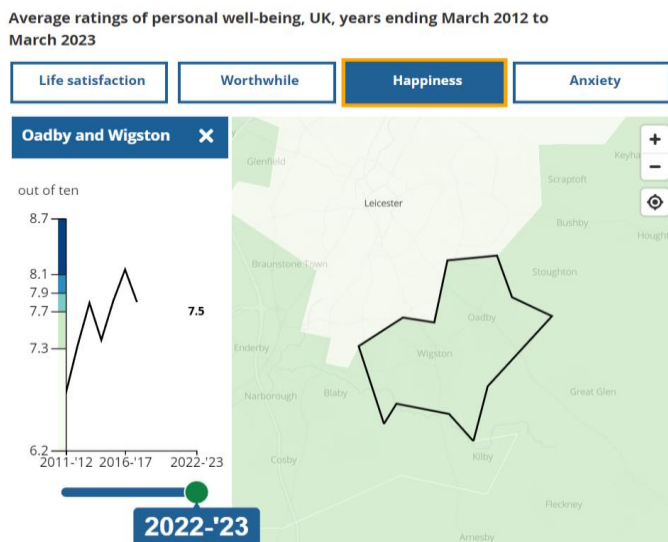 Average ratings of personal well-being, UK, years ending March 2012 to
March 2023
Life satisfaction
Worthwhile
Happiness
Anxiety
Oadby and Wigston ×
out of ten
8.7
8.1
7.9
7.7
7.3
6.2
7.5
2011-'12 2016-'17 2022-'23
2022-'23
Glenfield
Keyha
Scraptoft
Leicester
Bushby
Hought
Braunstone Town
Stoughton
Oadby
Enderby
Wigston
Narborough
Blaby
Great Glen
Cosby
Kilby
Fleckney
Arnesby
+
−